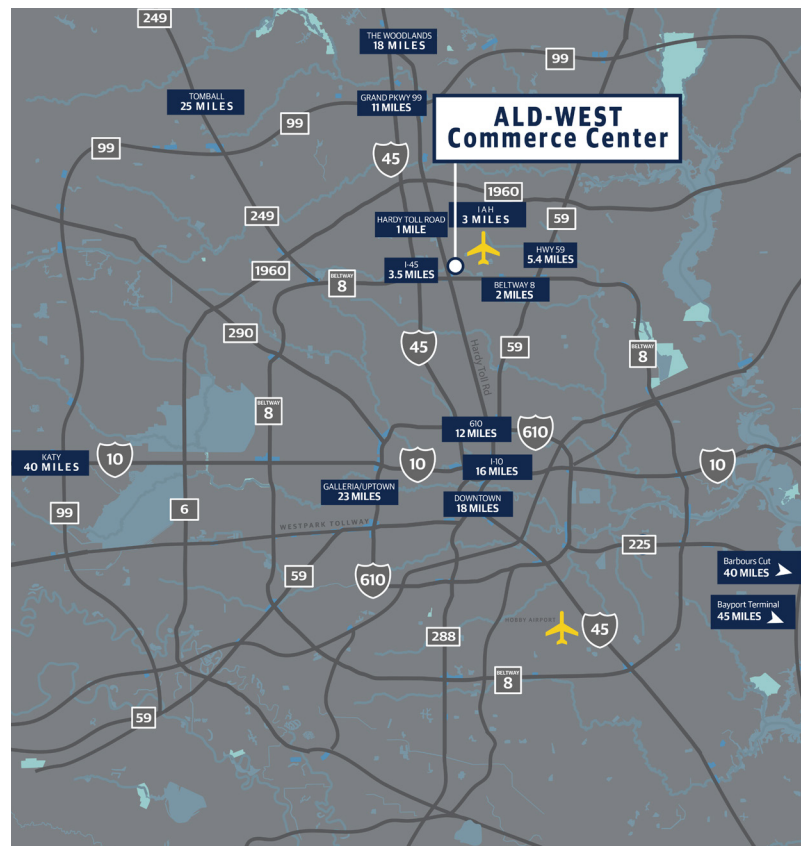 249
THE WOODLANDS
18 MILES
99
TOMBALL
25 MILES
GRAND PKWY 99
11 MILES
ALD-WEST
Commerce Center
99
99
45
1960
249
HARDY TOLL ROAD
1 MILE
I A H
3 MILES
59
HWY 59
5.4 MILES
1960
BELTWAY
8
I-45
3.5 MILES
BELTWAY 8
2 MILES
290
45
Hardy Toll Rd
59
BELTWAY
8
BELTWAY
8
610
12 MILES
610
KATY
40 MILES
10
10
I-10
16 MILES
10
GALLERIA/UPTOWN
23 MILES
DOWNTOWN
18 MILES
99
6
WESTPARK TOLLWAY
225
59
610
Barbours Cut
40 MILES
Bayport Terminal
45 MILES
HOBBY AIRPORT
45
288
BELTWAY
8
59